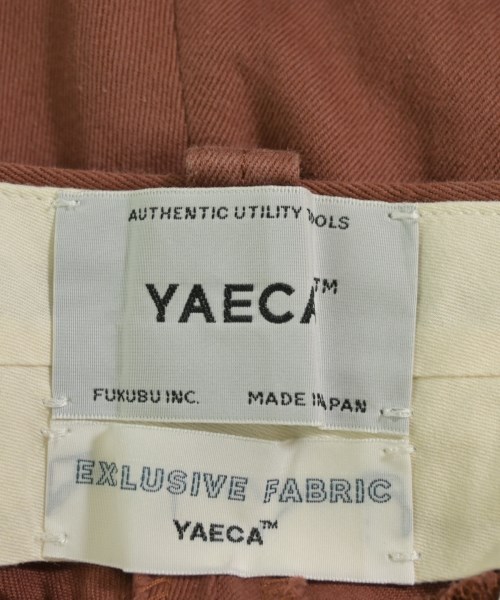 AUTHENTIC UTILITY TOOLS
YAECA™
FUKUBU INC. MADE IN JAPAN
EXLUSIVE FABRIC
YAECA™